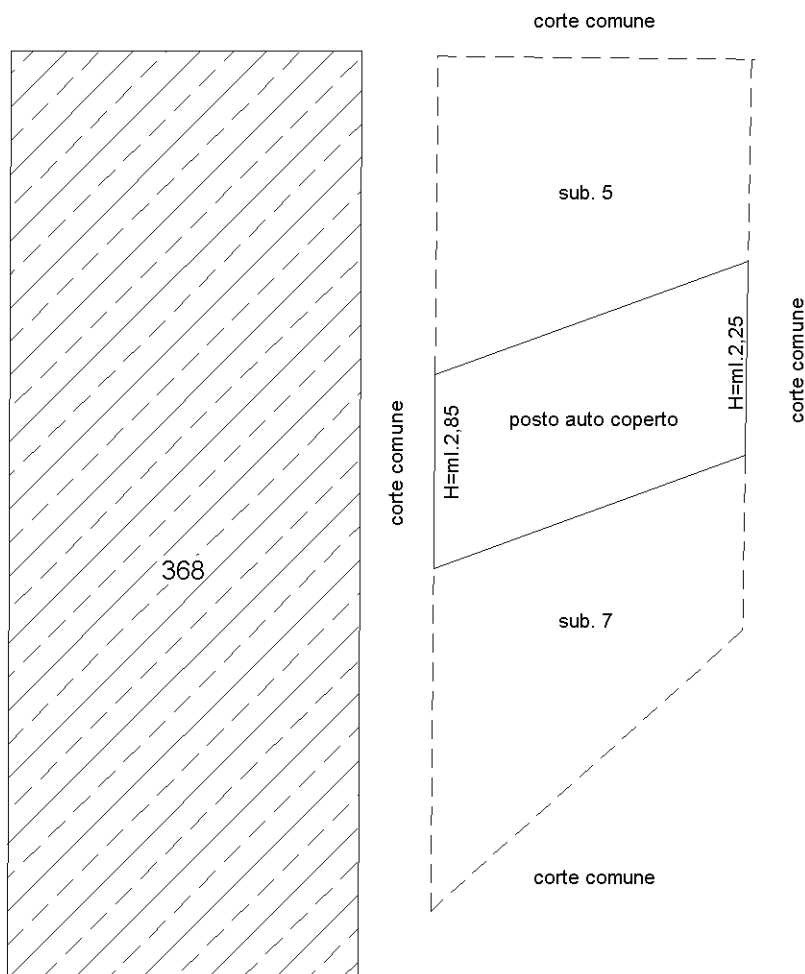 corte comune
sub. 5
H=ml.2,25
corte comune
H=ml.2,85
posto auto coperto
corte comune
368
sub. 7
corte comune